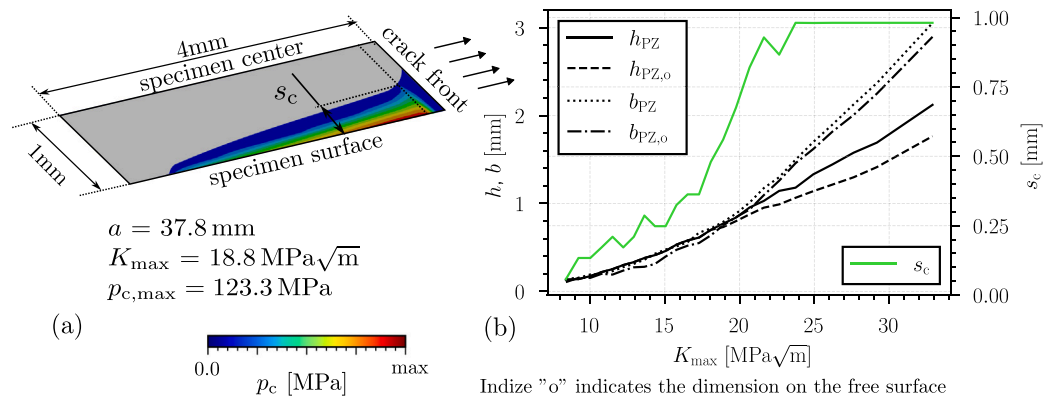 4mm
specimen center
crack front
s_c
1mm
specimen surface
a = 37.8 mm
K_max = 18.8 MPa√m
p_c,max = 123.3 MPa
(a)
0.0
max
p_c [MPa]
3
2
1
0
h, b [mm]
h_PZ
h_PZ,o
b_PZ
b_PZ,o
s_c
1.00
0.75
0.50
0.25
0.00
s_c [mm]
10 15 20 25 30
K_max [MPa√m]
(b)
Indize "o" indicates the dimension on the free surface